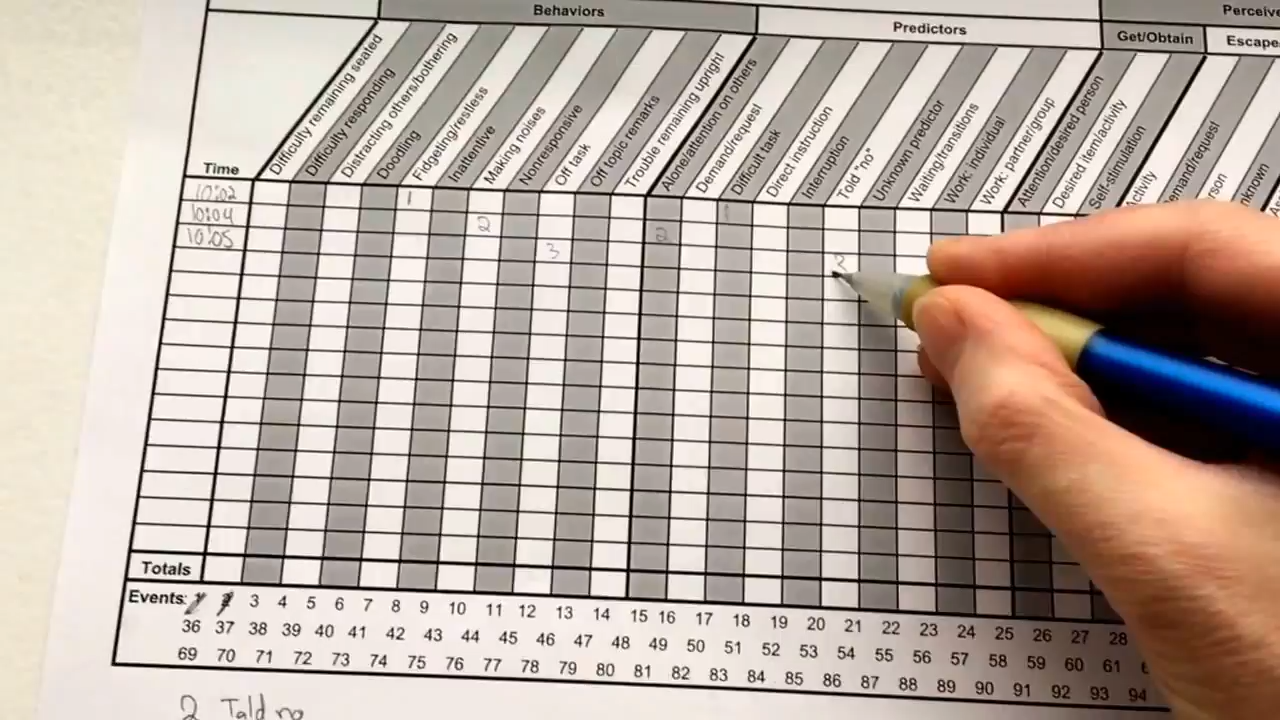 Behaviors Predictors Perceive
Get/Obtain Escape
Time Difficulty remaining seated Difficulty responding Distracting others/bothering Doodling Fidgeting/restless Inattentive Making noises Nonresponsive Off task Off topic remarks Trouble remaining upright Alone/attention on others Demand/request Difficult task Direct instruction Interruption Told "no" Unknown predictor Waiting/transitions Work: individual Work: partner/group Attention/desired person Desired item/activity Self-stimulation Activity emand/request rson nknown
10:02 1 1
10:04 2 2
10:05 3 2
Totals
Events: 1 2 3 4 5 6 7 8 9 10 11 12 13 14 15 16 17 18 19 20 21 22 23 24 25 26 27 28
36 37 38 39 40 41 42 43 44 45 46 47 48 49 50 51 52 53 54 55 56 57 58 59 60 61 6
69 70 71 72 73 74 75 76 77 78 79 80 81 82 83 84 85 86 87 88 89 90 91 92 93 94
2 Told no